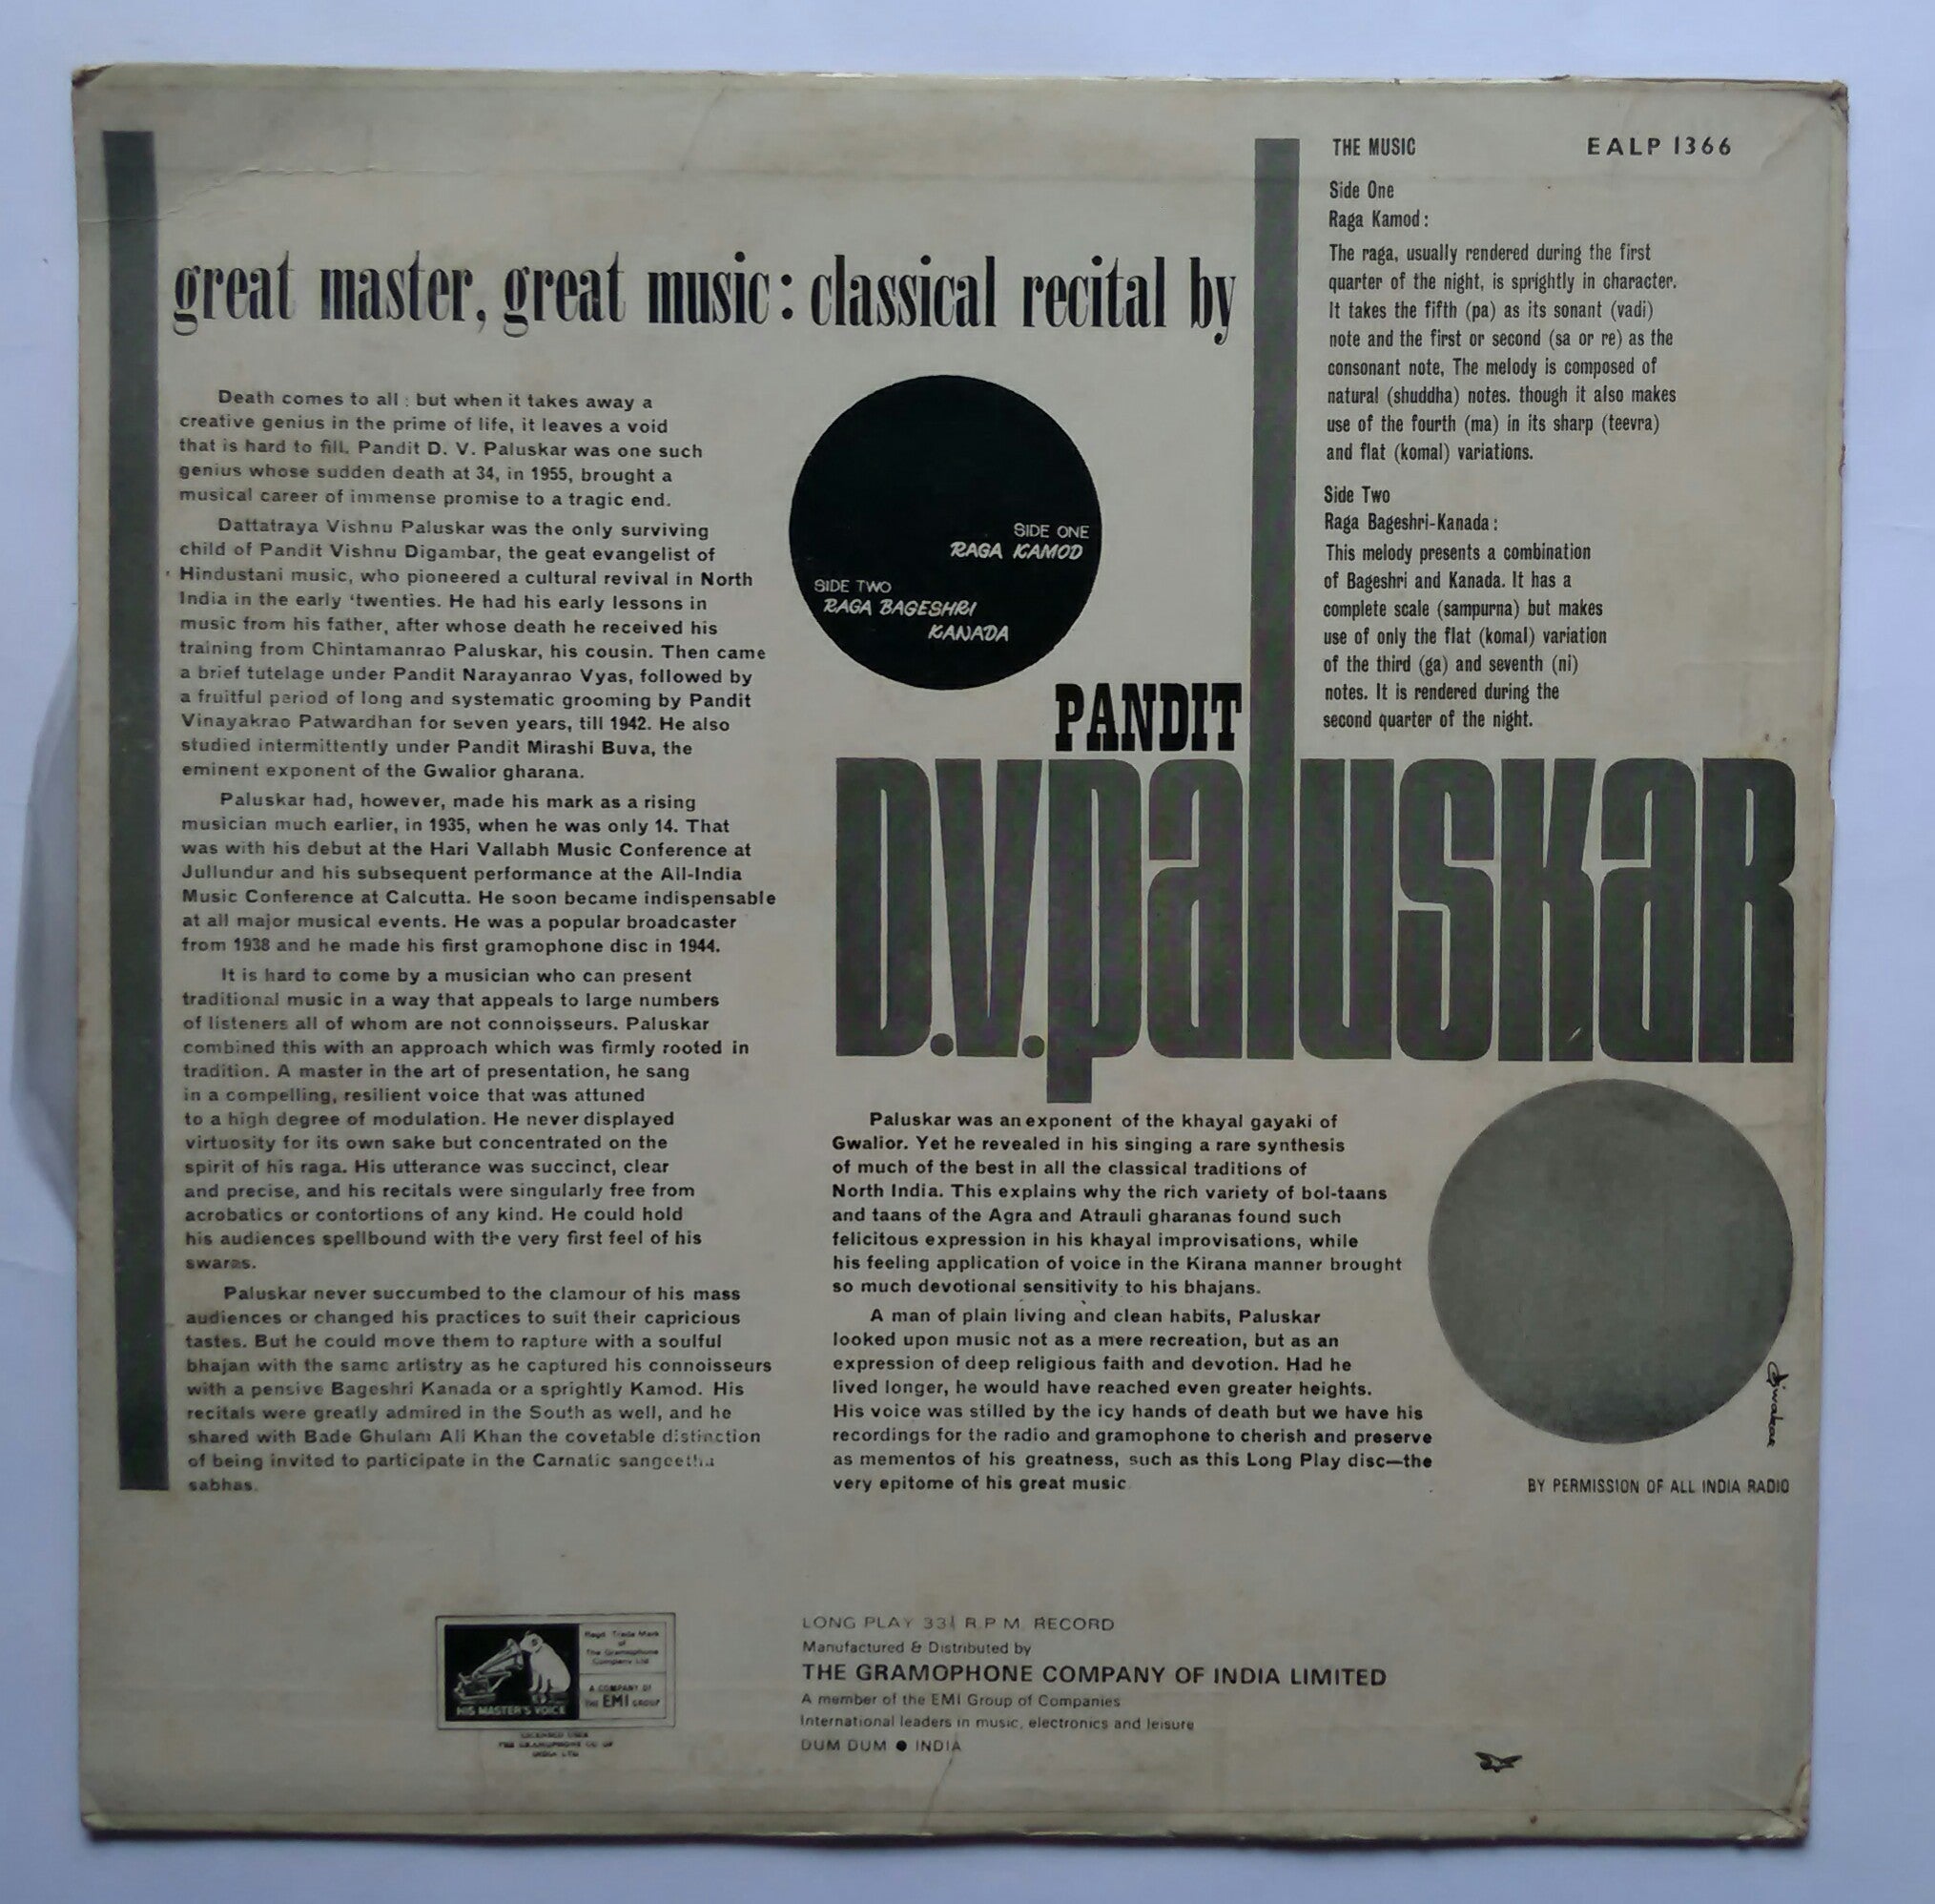 great master, great music: classical recital by
Death comes to all : but when it takes away a
creative genius in the prime of life, it leaves a void
that is hard to fill. Pandit D. V. Paluskar was one such
genius whose sudden death at 34, in 1955, brought a
musical career of immense promise to a tragic end.
Dattatraya Vishnu Paluskar was the only surviving
child of Pandit Vishnu Digambar, the geat evangelist of
Hindustani music, who pioneered a cultural revival in North
India in the early ‘twenties. He had his early lessons in
music from his father, after whose death he received his
training from Chintamanrao Paluskar, his cousin. Then came
a brief tutelage under Pandit Narayanrao Vyas, followed by
a fruitful period of long and systematic grooming by Pandit
Vinayakrao Patwardhan for seven years, till 1942. He also
studied intermittently under Pandit Mirashi Buva, the
eminent exponent of the Gwalior gharana.
Paluskar had, however, made his mark as a rising
musician much earlier, in 1935, when he was only 14. That
was with his debut at the Hari Vallabh Music Conference at
Jullundur and his subsequent performance at the All-India
Music Conference at Calcutta. He soon became indispensable
at all major musical events. He was a popular broadcaster
from 1938 and he made his first gramophone disc in 1944.
It is hard to come by a musician who can present
traditional music in a way that appeals to large numbers
of listeners all of whom are not connoisseurs. Paluskar
combined this with an approach which was firmly rooted in
tradition. A master in the art of presentation, he sang
in a compelling, resilient voice that was attuned
to a high degree of modulation. He never displayed
virtuosity for its own sake but concentrated on the
spirit of his raga. His utterance was succinct, clear
and precise, and his recitals were singularly free from
acrobatics or contortions of any kind. He could hold
his audiences spellbound with the very first feel of his
swaras.
Paluskar never succumbed to the clamour of his mass
audiences or changed his practices to suit their capricious
tastes. But he could move them to rapture with a soulful
bhajan with the same artistry as he captured his connoisseurs
with a pensive Bageshri Kanada or a sprightly Kamod. His
recitals were greatly admired in the South as well, and he
shared with Bade Ghulam Ali Khan the covetable distinction
of being invited to participate in the Carnatic sangeetha
sabhas.
SIDE ONE
RAGA KAMOD
SIDE TWO
RAGA BAGESHRI
KANADA
THE MUSIC EALP 1366
Side One
Raga Kamod:
The raga, usually rendered during the first
quarter of the night, is sprightly in character.
It takes the fifth (pa) as its sonant (vadi)
note and the first or second (sa or re) as the
consonant note, The melody is composed of
natural (shuddha) notes. though it also makes
use of the fourth (ma) in its sharp (teevra)
and flat (komal) variations.
Side Two
Raga Bageshri-Kanada:
This melody presents a combination
of Bageshri and Kanada. It has a
complete scale (sampurna) but makes
use of only the flat (komal) variation
of the third (ga) and seventh (ni)
notes. It is rendered during the
second quarter of the night.
PANDIT
D.V.PaluSKaR
Paluskar was an exponent of the khayal gayaki of
Gwalior. Yet he revealed in his singing a rare synthesis
of much of the best in all the classical traditions of
North India. This explains why the rich variety of bol-taans
and taans of the Agra and Atrauli gharanas found such
felicitous expression in his khayal improvisations, while
his feeling application of voice in the Kirana manner brought
so much devotional sensitivity to his bhajans.
A man of plain living and clean habits, Paluskar
looked upon music not as a mere recreation, but as an
expression of deep religious faith and devotion. Had he
lived longer, he would have reached even greater heights.
His voice was stilled by the icy hands of death but we have his
recordings for the radio and gramophone to cherish and preserve
as mementos of his greatness, such as this Long Play disc—the
very epitome of his great music
Diwakar
BY PERMISSION OF ALL INDIA RADIO
HIS MASTER'S VOICE
Regd. Trade Mark
of
The Gramophone
Company Ltd
A COMPANY OF
THE EMI GROUP
LICENSED USER
THE GRAMOPHONE CO OF
INDIA LTD
LONG PLAY 33⅓ R P M RECORD
Manufactured & Distributed by
THE GRAMOPHONE COMPANY OF INDIA LIMITED
A member of the EMI Group of Companies
International leaders in music, electronics and leisure
DUM DUM ● INDIA